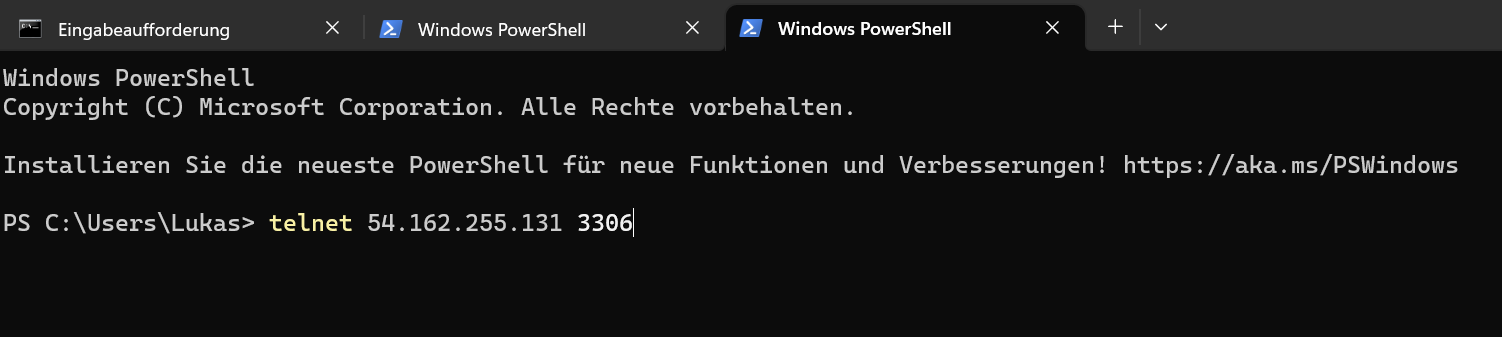 Eingabeaufforderung
Windows PowerShell
Windows PowerShell
Windows PowerShell
Copyright (C) Microsoft Corporation. Alle Rechte vorbehalten.
Installieren Sie die neueste PowerShell für neue Funktionen und Verbesserungen! https://aka.ms/PSWindows
PS C:\Users\Lukas> telnet 54.162.255.131 3306